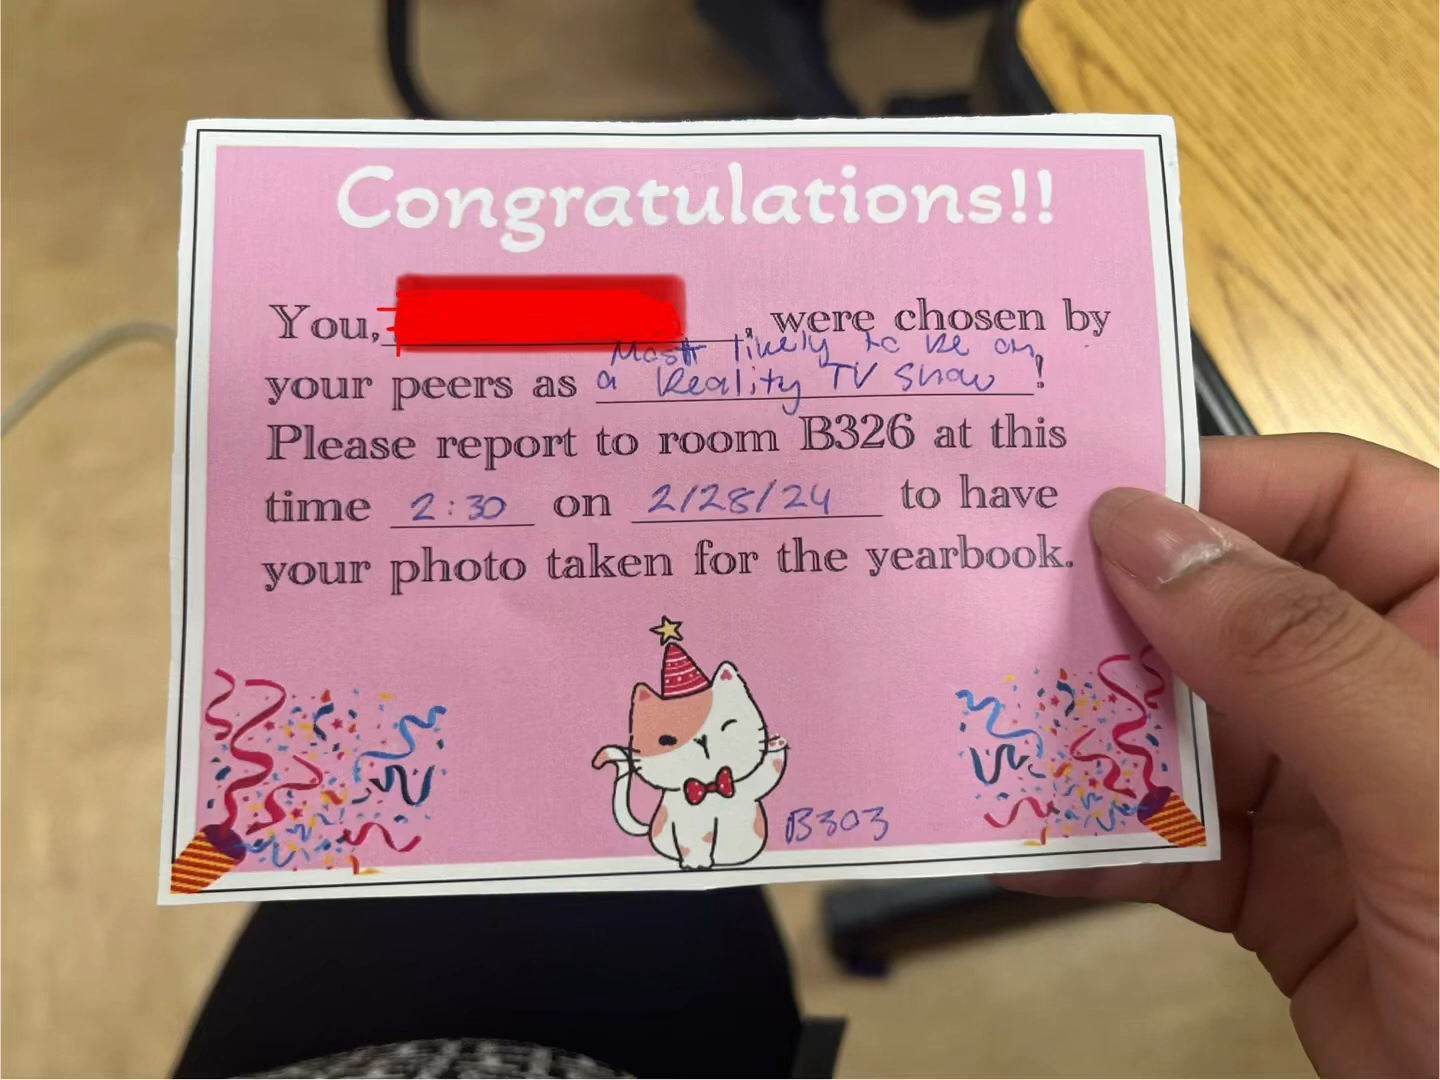 Congratulations!!
You, , were chosen by
Most likely to be on
your peers as a Reality TV Show!
Please report to room B326 at this
time 2:30 on 2/28/24 to have
your photo taken for the yearbook.
B303